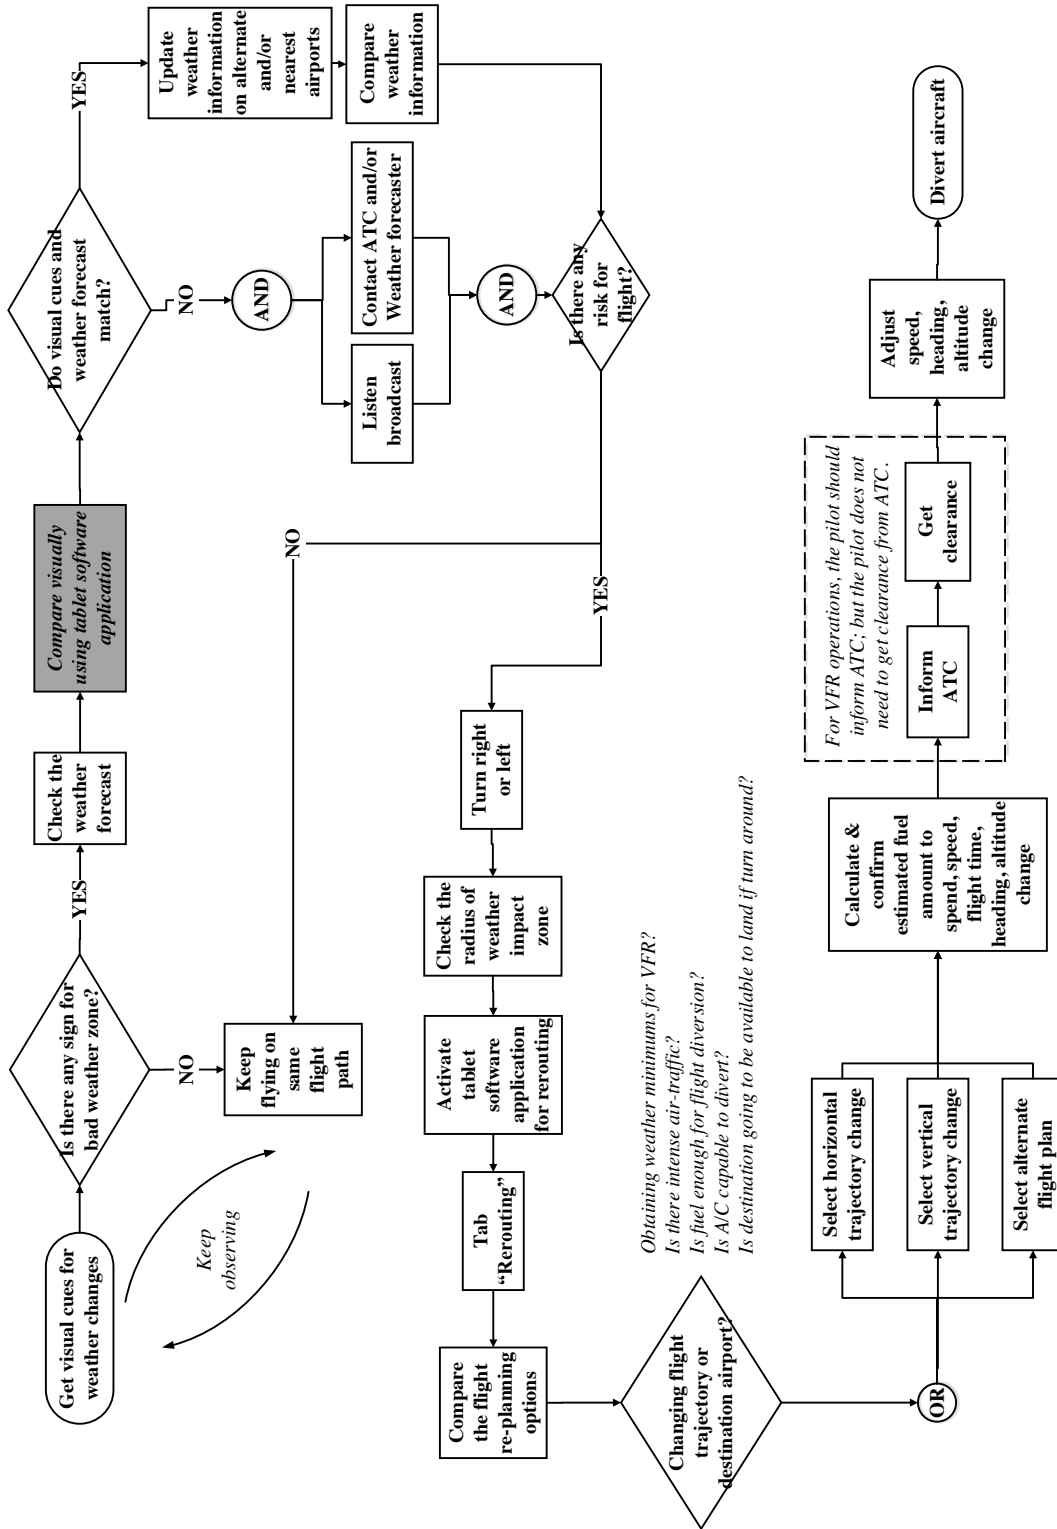 Get visual cues for
weather changes
Is there any sign for
bad weather zone?
YES
NO
Keep
observing
Keep
flying on
same
flight
path
Check the
weather
forecast
Compare visually
using tablet software
application
Do visual cues and
weather forecast
match?
YES
NO
Update
weather
information
on alternate
and/or
nearest
airports
Compare
weather
information
AND
Listen
broadcast
Contact ATC and/or
Weather forecaster
AND
Is there any
risk for
flight?
NO
YES
Turn right
or left
Check the
radius of
weather
impact
zone
Activate
tablet
software
application
for rerouting
Tab
“Rerouting”
Compare
the flight
re-planning
options
Changing flight
trajectory or
destination airport?
Obtaining weather minimums for VFR?
Is there intense air-traffic?
Is fuel enough for flight diversion?
Is A/C capable to divert?
Is destination going to be available to land if turn around?
OR
Select horizontal
trajectory change
Select vertical
trajectory change
Select alternate
flight plan
Calculate &
confirm
estimated fuel
amount to
spend, speed,
flight time,
heading, altitude
change
For VFR operations, the pilot should
inform ATC; but the pilot does not
need to get clearance from ATC.
Inform
ATC
Get
clearance
Adjust
speed,
heading,
altitude
change
Divert aircraft